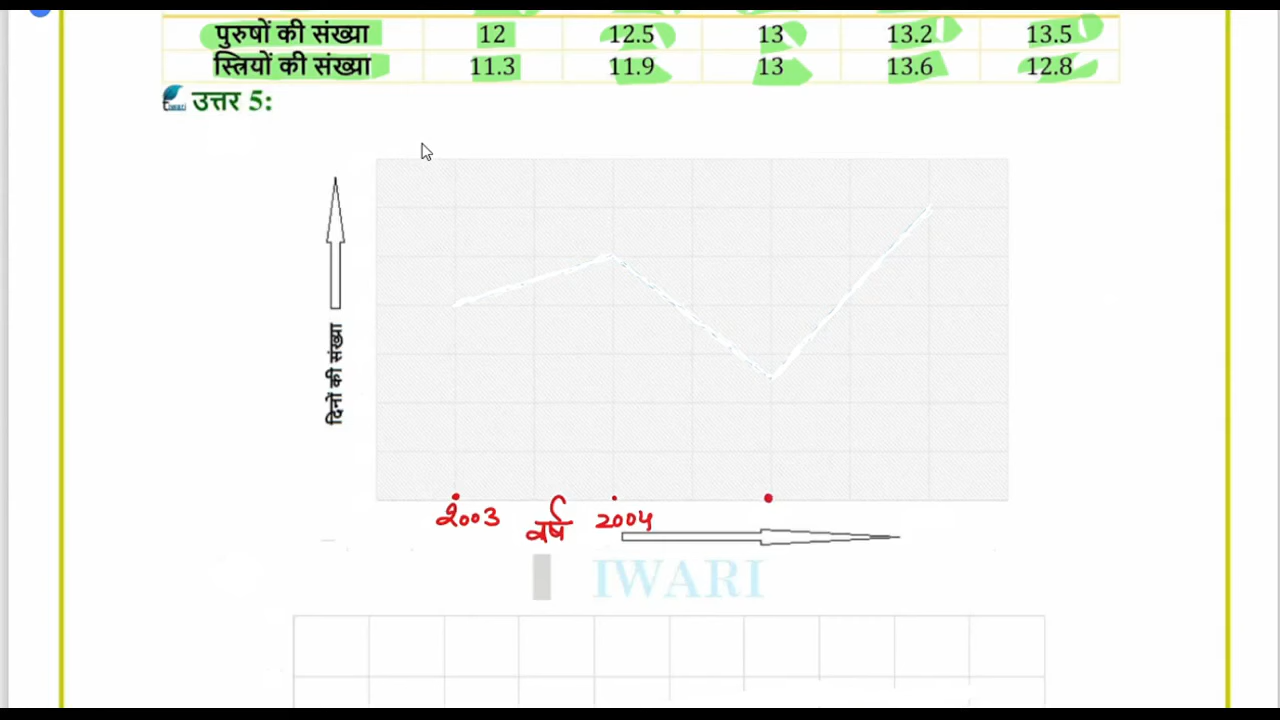 पुरुषों की संख्या 12 12.5 13 13.2 13.5
स्त्रियों की संख्या 11.3 11.9 13 13.6 12.8
उत्तर 5:
दिनों की संख्या
2003 वर्ष 2004
IWARI